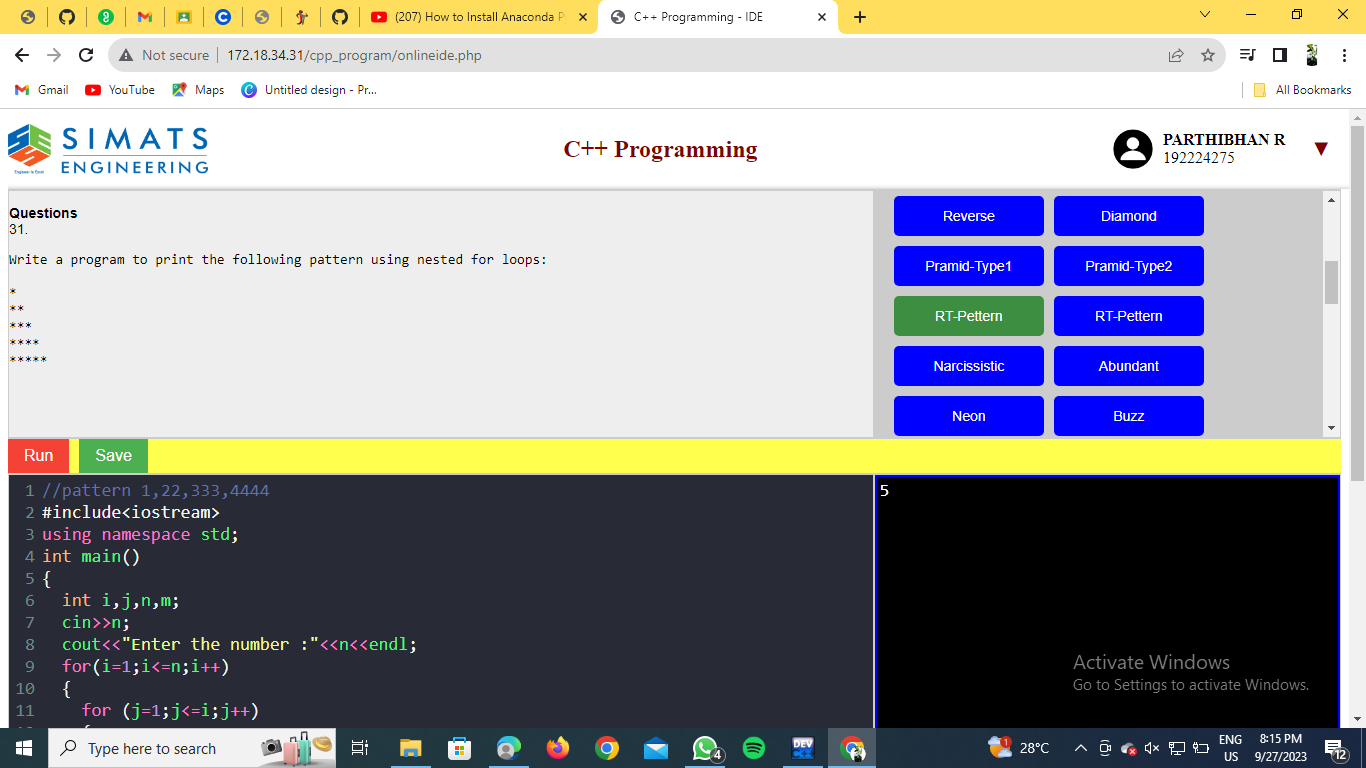 (207) How to Install Anaconda P
C++ Programming - IDE
Not secure
172.18.34.31/cpp_program/onlineide.php
Gmail
YouTube
Maps
Untitled design - Pr...
All Bookmarks
SIMATS
ENGINEERING
C++ Programming
PARTHIBHAN R
192224275
Questions
31.
Write a program to print the following pattern using nested for loops:
*
**
***
****
*****
Reverse
Diamond
Pramid-Type1
Pramid-Type2
RT-Pettern
RT-Pettern
Narcissistic
Abundant
Neon
Buzz
Run
Save
1 //pattern 1,22,333,4444
2 #include<iostream>
3 using namespace std;
4 int main()
5 {
6 int i,j,n,m;
7 cin>>n;
8 cout<<"Enter the number :"<<n<<endl;
9 for(i=1;i<=n;i++)
10 {
11 for (j=1;j<=i;j++)
5
Activate Windows
Go to Settings to activate Windows.
Type here to search
DEV
4
1
28°C
ENG
US
8:15 PM
9/27/2023
12